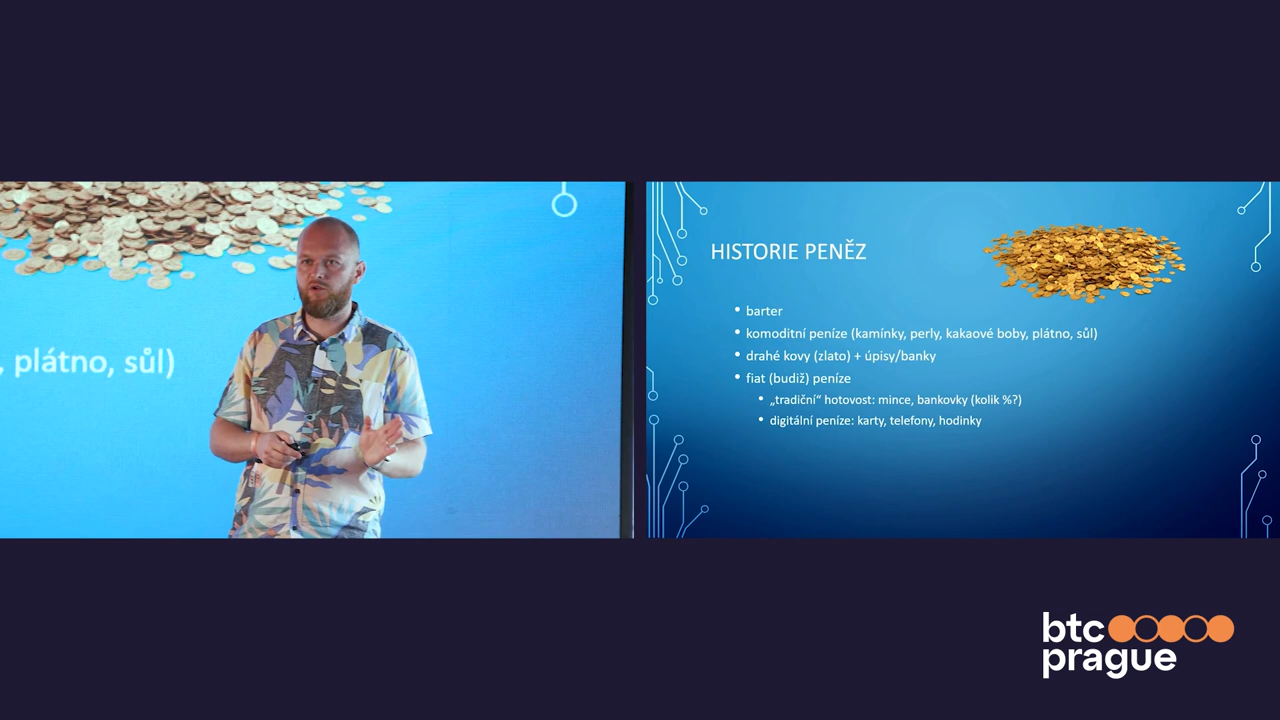 , plátno, sůl)
HISTORIE PENĚZ
• barter
• komoditní peníze (kamínky, perly, kakaové boby, plátno, sůl)
• drahé kovy (zlato) + úpisy/banky
• fiat (budiž) peníze
• „tradiční“ hotovost: mince, bankovky (kolik %?)
• digitální peníze: karty, telefony, hodinky
btc
prague